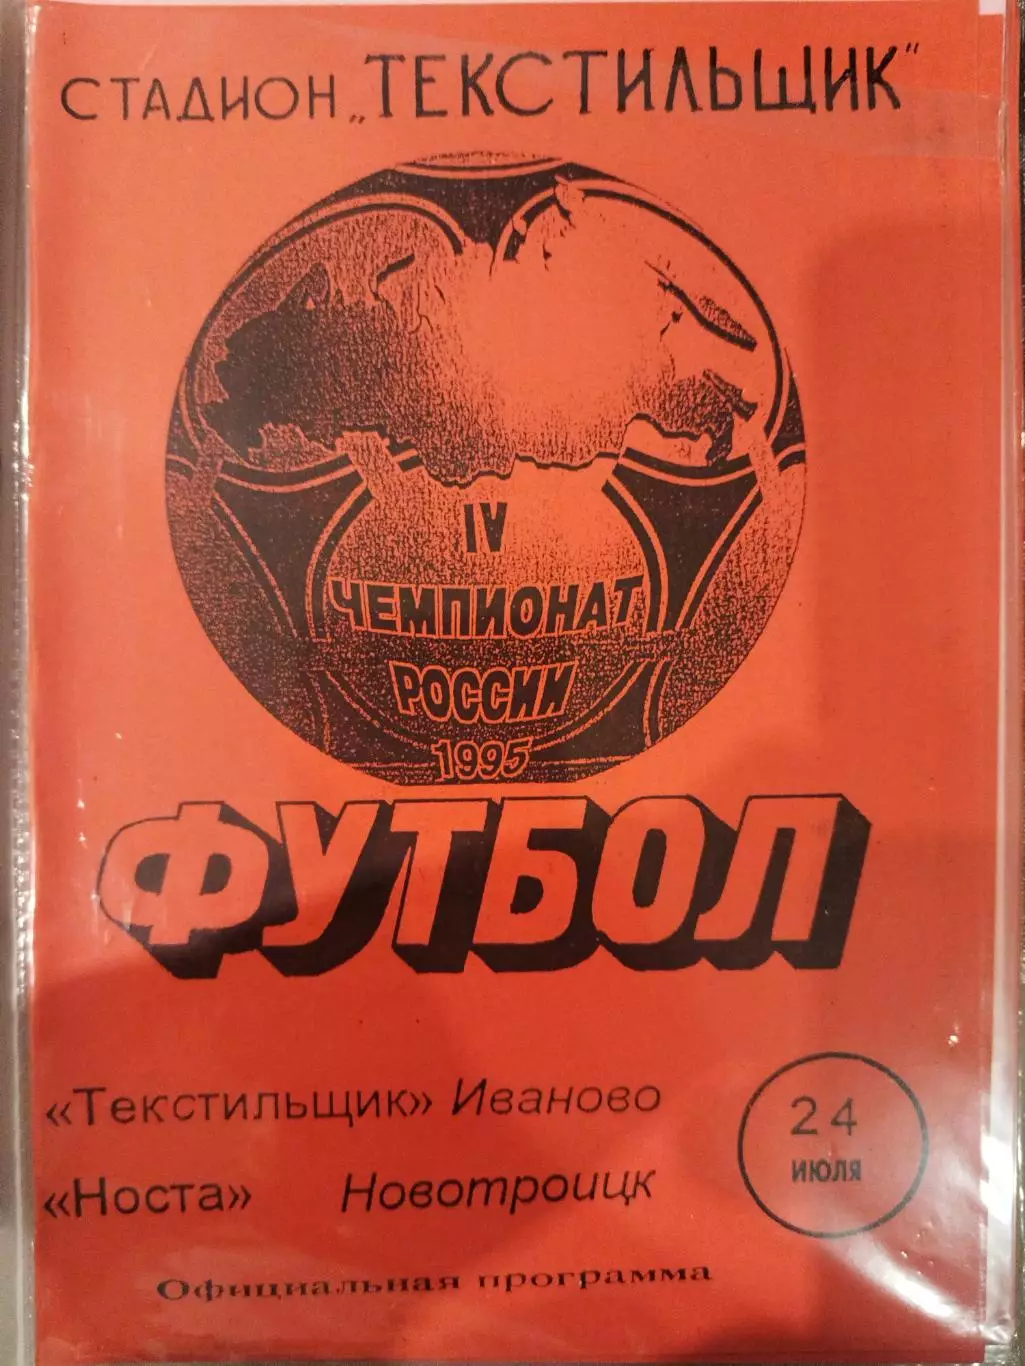 СТАДИОН „ТЕКСТИЛЬЩИК“
IV
ЧЕМПИОНАТ
РОССИИ
1995
ФУТБОЛ
«Текстильщик» Иваново
«Носта» Новотроицк
24
ИЮЛЯ
Официальная программа